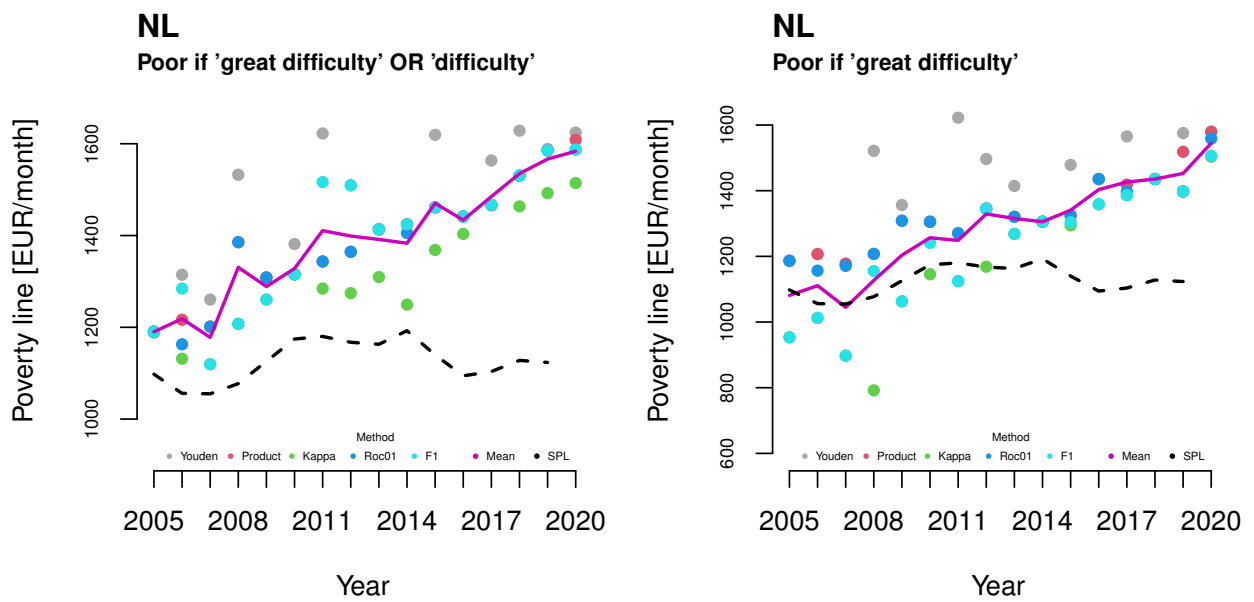 NL
Poor if ’great difficulty’ OR ’difficulty’
Poverty line [EUR/month]
1600
1400
1200
1000
Method
Youden Product Kappa Roc01 F1 Mean SPL
2005 2008 2011 2014 2017 2020
Year
NL
Poor if ’great difficulty’
Poverty line [EUR/month]
1600
1400
1200
1000
800
600
Method
Youden Product Kappa Roc01 F1 Mean SPL
2005 2008 2011 2014 2017 2020
Year